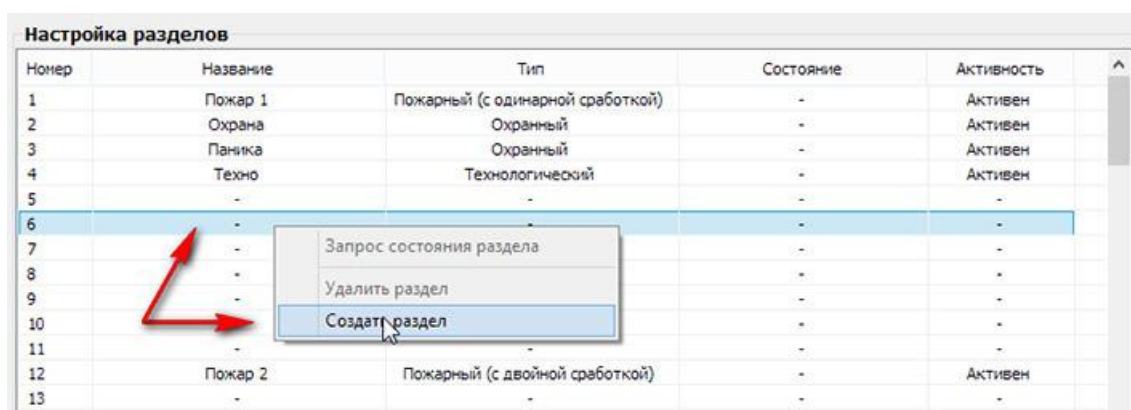 Настройка разделов
Номер Название Тип Состояние Активность
1 Пожар 1 Пожарный (с одинарной сработкой) - Активен
2 Охрана Охранный - Активен
3 Паника Охранный - Активен
4 Техно Технологический - Активен
5 - - - -
6 - - - -
7 - - -
Запрос состояния раздела
8 - - -
Удалить раздел
9 - - -
Создать раздел
10 - - -
11 - - - -
12 Пожар 2 Пожарный (с двойной сработкой) - Активен
13 - - - -